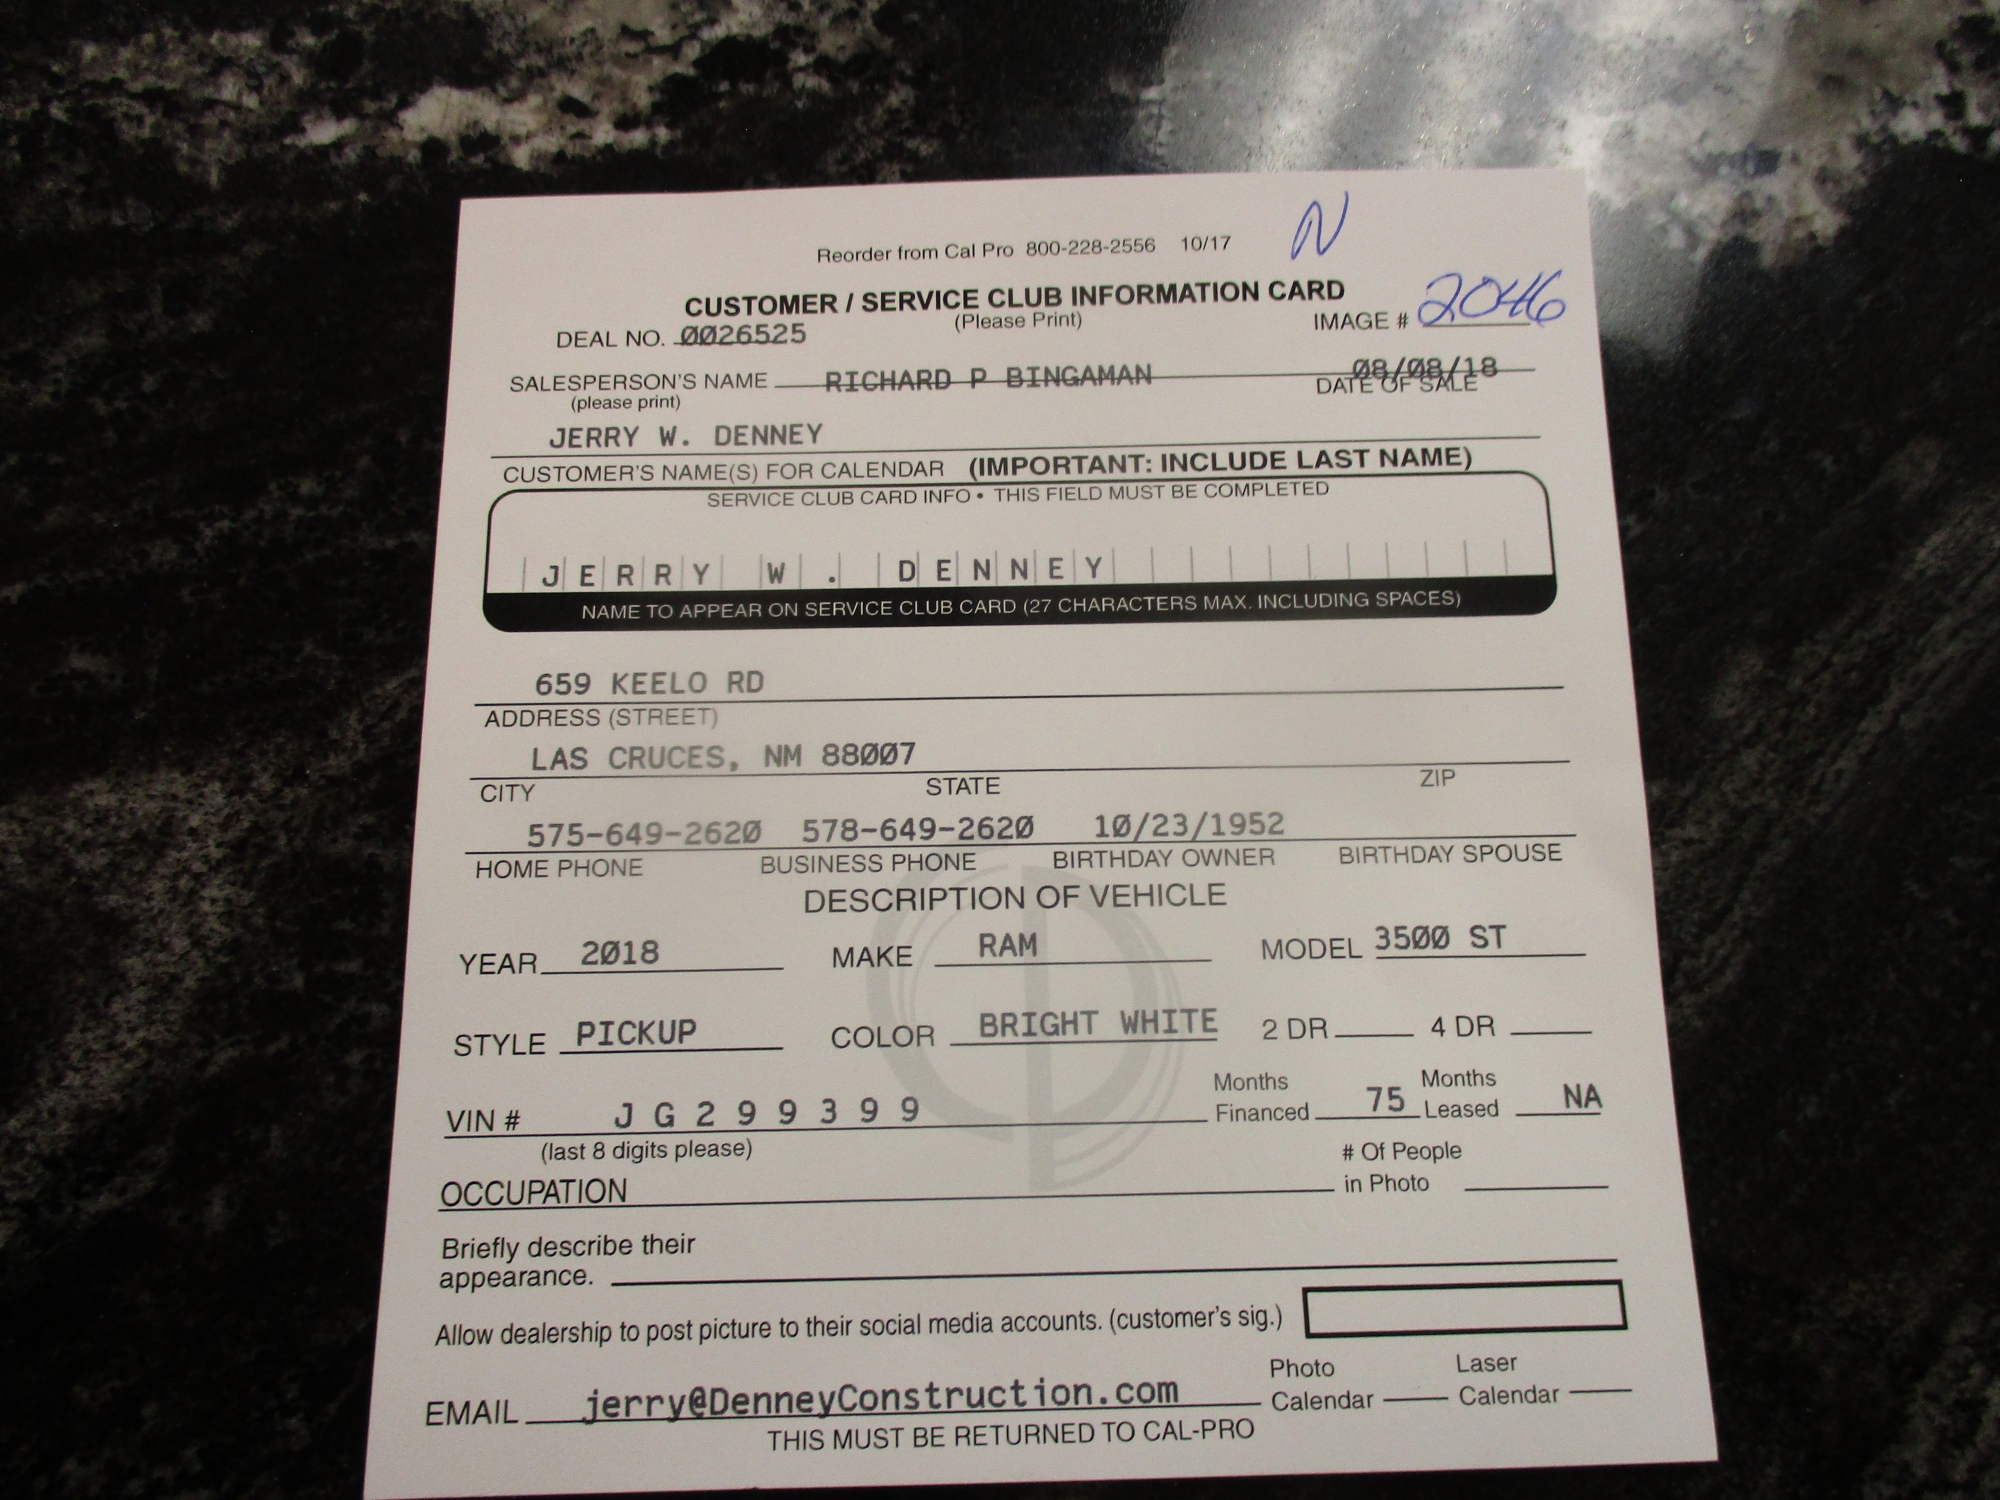 N
Reorder from Cal Pro 800-228-2556 10/17
CUSTOMER / SERVICE CLUB INFORMATION CARD
(Please Print)
DEAL NO. 0026525 IMAGE # 2046
SALESPERSON'S NAME RICHARD P BINGAMAN 08/08/18
(please print) DATE OF SALE
JERRY W. DENNEY
CUSTOMER'S NAME(S) FOR CALENDAR (IMPORTANT: INCLUDE LAST NAME)
SERVICE CLUB CARD INFO • THIS FIELD MUST BE COMPLETED
JERRY W. DENNEY
NAME TO APPEAR ON SERVICE CLUB CARD (27 CHARACTERS MAX. INCLUDING SPACES)
659 KEELO RD
ADDRESS (STREET)
LAS CRUCES, NM 88007
CITY STATE ZIP
575-649-2620 578-649-2620 10/23/1952
HOME PHONE BUSINESS PHONE BIRTHDAY OWNER BIRTHDAY SPOUSE
DESCRIPTION OF VEHICLE
YEAR 2018 MAKE RAM MODEL 3500 ST
STYLE PICKUP COLOR BRIGHT WHITE 2 DR 4 DR
VIN # JG299399 Months Financed 75 Months Leased NA
(last 8 digits please)
OCCUPATION # Of People in Photo
Briefly describe their
appearance.
Allow dealership to post picture to their social media accounts. (customer's sig.)
EMAIL jerry@DenneyConstruction.com Photo Calendar Laser Calendar
THIS MUST BE RETURNED TO CAL-PRO